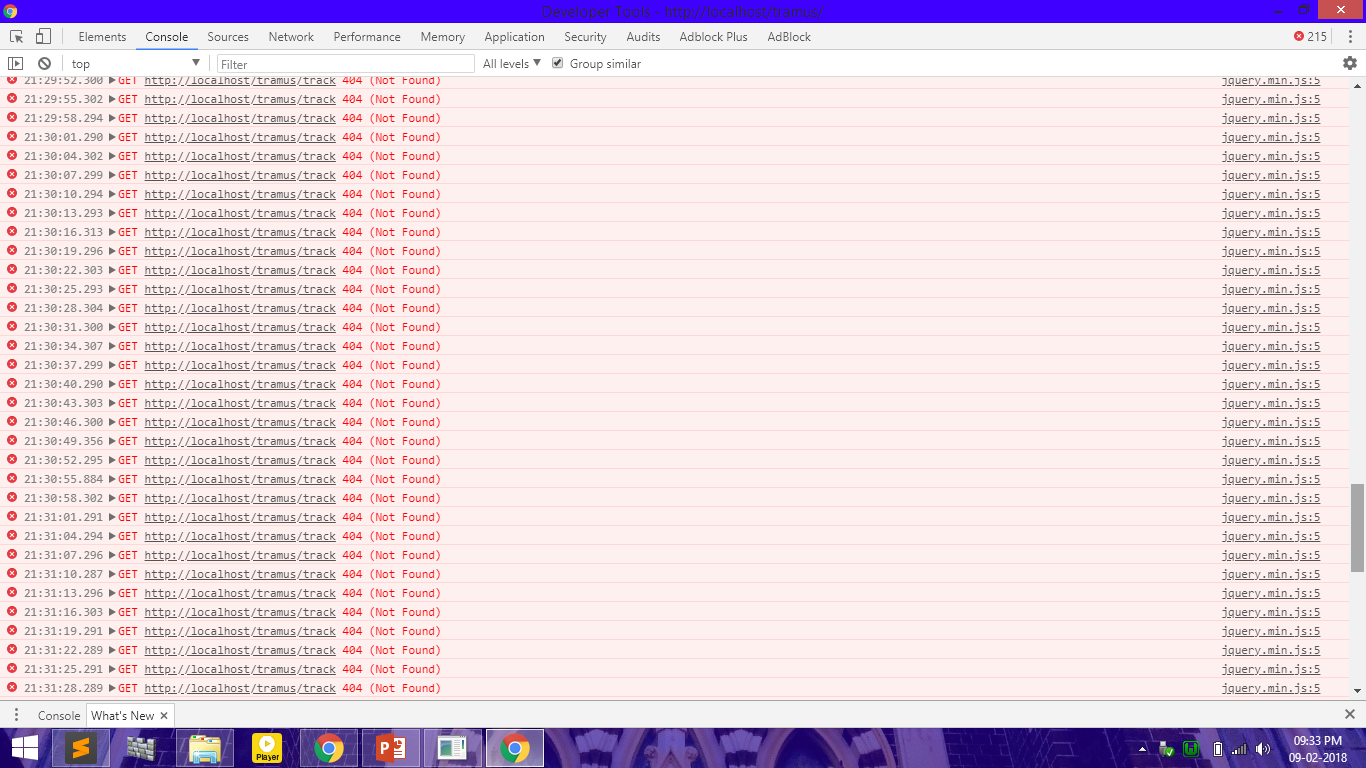 Developer Tools - http://localhost/tramus/
Elements Console Sources Network Performance Memory Application Security Audits Adblock Plus AdBlock 215
top Filter All levels Group similar
21:29:52.300 GET http://localhost/tramus/track 404 (Not Found) jquery.min.js:5
21:29:55.302 GET http://localhost/tramus/track 404 (Not Found) jquery.min.js:5
21:29:58.294 GET http://localhost/tramus/track 404 (Not Found) jquery.min.js:5
21:30:01.290 GET http://localhost/tramus/track 404 (Not Found) jquery.min.js:5
21:30:04.302 GET http://localhost/tramus/track 404 (Not Found) jquery.min.js:5
21:30:07.299 GET http://localhost/tramus/track 404 (Not Found) jquery.min.js:5
21:30:10.294 GET http://localhost/tramus/track 404 (Not Found) jquery.min.js:5
21:30:13.293 GET http://localhost/tramus/track 404 (Not Found) jquery.min.js:5
21:30:16.313 GET http://localhost/tramus/track 404 (Not Found) jquery.min.js:5
21:30:19.296 GET http://localhost/tramus/track 404 (Not Found) jquery.min.js:5
21:30:22.303 GET http://localhost/tramus/track 404 (Not Found) jquery.min.js:5
21:30:25.293 GET http://localhost/tramus/track 404 (Not Found) jquery.min.js:5
21:30:28.304 GET http://localhost/tramus/track 404 (Not Found) jquery.min.js:5
21:30:31.300 GET http://localhost/tramus/track 404 (Not Found) jquery.min.js:5
21:30:34.307 GET http://localhost/tramus/track 404 (Not Found) jquery.min.js:5
21:30:37.299 GET http://localhost/tramus/track 404 (Not Found) jquery.min.js:5
21:30:40.290 GET http://localhost/tramus/track 404 (Not Found) jquery.min.js:5
21:30:43.303 GET http://localhost/tramus/track 404 (Not Found) jquery.min.js:5
21:30:46.300 GET http://localhost/tramus/track 404 (Not Found) jquery.min.js:5
21:30:49.356 GET http://localhost/tramus/track 404 (Not Found) jquery.min.js:5
21:30:52.295 GET http://localhost/tramus/track 404 (Not Found) jquery.min.js:5
21:30:55.884 GET http://localhost/tramus/track 404 (Not Found) jquery.min.js:5
21:30:58.302 GET http://localhost/tramus/track 404 (Not Found) jquery.min.js:5
21:31:01.291 GET http://localhost/tramus/track 404 (Not Found) jquery.min.js:5
21:31:04.294 GET http://localhost/tramus/track 404 (Not Found) jquery.min.js:5
21:31:07.296 GET http://localhost/tramus/track 404 (Not Found) jquery.min.js:5
21:31:10.287 GET http://localhost/tramus/track 404 (Not Found) jquery.min.js:5
21:31:13.296 GET http://localhost/tramus/track 404 (Not Found) jquery.min.js:5
21:31:16.303 GET http://localhost/tramus/track 404 (Not Found) jquery.min.js:5
21:31:19.291 GET http://localhost/tramus/track 404 (Not Found) jquery.min.js:5
21:31:22.289 GET http://localhost/tramus/track 404 (Not Found) jquery.min.js:5
21:31:25.291 GET http://localhost/tramus/track 404 (Not Found) jquery.min.js:5
21:31:28.289 GET http://localhost/tramus/track 404 (Not Found) jquery.min.js:5
Console What's New
Player
09:33 PM
09-02-2018